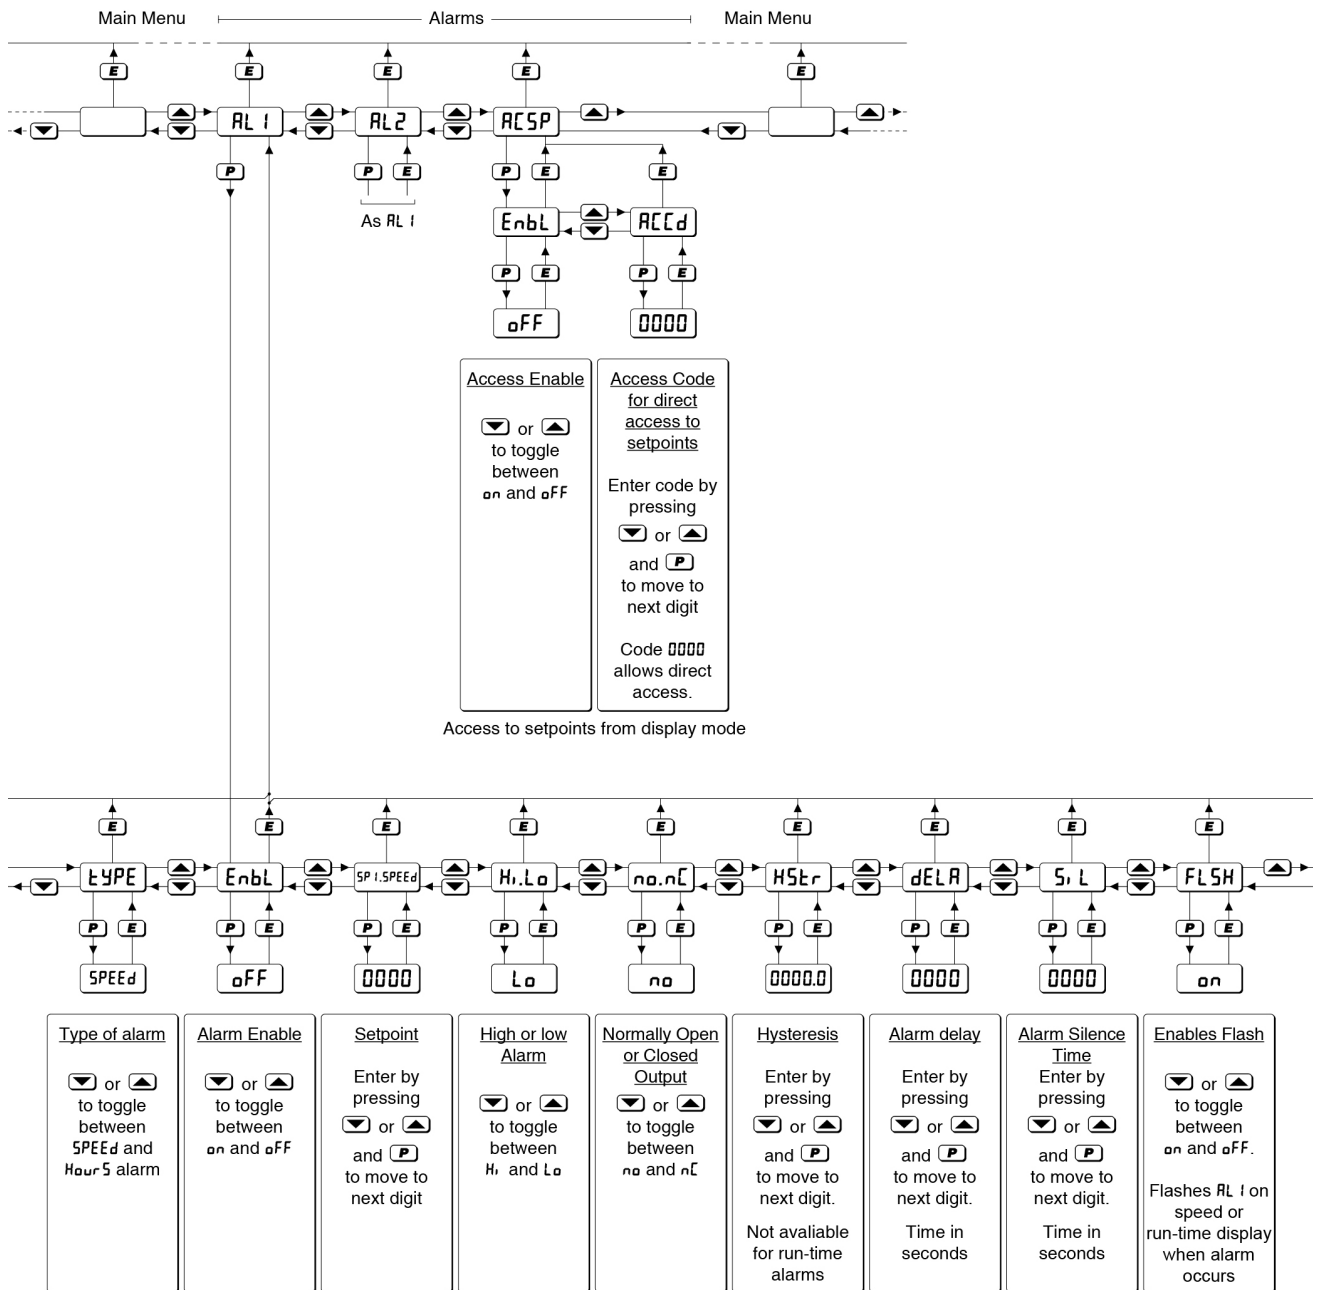 Main Menu Alarms Main Menu
E E E E E
AL1 AL2 ACSP
P P E P E E
As AL1
EnbL ACCd
P E P E
oFF 0000
Access Enable
or
to toggle
between
on and oFF
Access Code
for direct
access to
setpoints
Enter code by
pressing
or
and P
to move to
next digit
Code 0000
allows direct
access.
Access to setpoints from display mode
E E E E E E E E E
tYPE EnbL SP1.SPEEd Hi.Lo no.nC HStr dELA SiL FLSH
P E P E P E P E P E P E P E P E P E
SPEEd oFF 0000 Lo no 0000.0 0000 0000 on
Type of alarm
or
to toggle
between
SPEEd and
HourS alarm
Alarm Enable
or
to toggle
between
on and oFF
Setpoint
Enter by
pressing
or
and P
to move to
next digit
High or low
Alarm
or
to toggle
between
Hi and Lo
Normally Open
or Closed
Output
or
to toggle
between
no and nC
Hysteresis
Enter by
pressing
or
and P
to move to
next digit.
Not avaliable
for run-time
alarms
Alarm delay
Enter by
pressing
or
and P
to move to
next digit.
Time in
seconds
Alarm Silence
Time
Enter by
pressing
or
and P
to move to
next digit.
Time in
seconds
Enables Flash
or
to toggle
between
on and oFF.
Flashes AL1 on
speed or
run-time display
when alarm
occurs